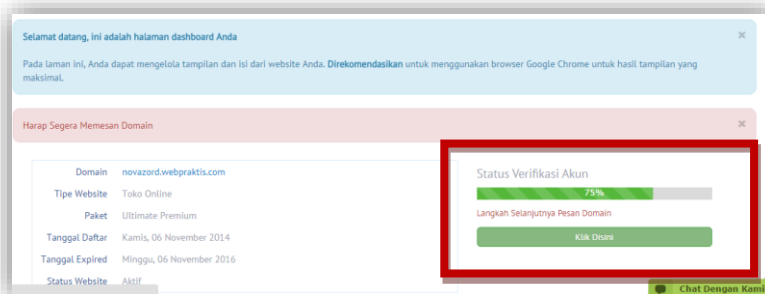 Selamat datang, ini adalah halaman dashboard Anda
Pada laman ini, Anda dapat mengelola tampilan dan isi dari website Anda. Direkomendasikan untuk menggunakan browser Google Chrome untuk hasil tampilan yang
maksimal.
Harap Segera Memesan Domain
Domain novazord.webpraktis.com
Tipe Website Toko Online
Paket Ultimate Premium
Tanggal Daftar Kamis, 06 November 2014
Tanggal Expired Minggu, 06 November 2016
Status Website Aktif
Status Verifikasi Akun
75%
Langkah Selanjutnya Pesan Domain
Klik Disini
Chat Dengan Kami